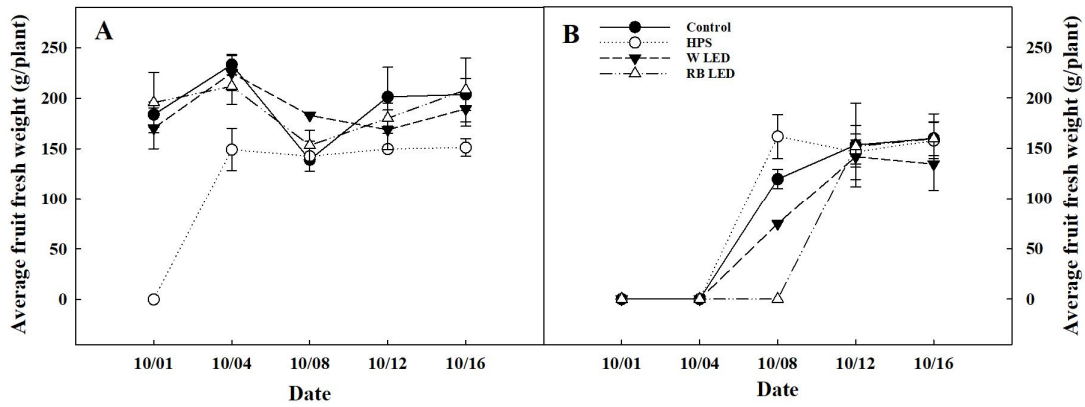 A
Average fruit fresh weight (g/plant)
250
200
150
100
50
0
10/01 10/04 10/08 10/12 10/16
Date
B
Control
HPS
W LED
RB LED
250
200
150
100
50
0
Average fruit fresh weight (g/plant)
10/01 10/04 10/08 10/12 10/16
Date